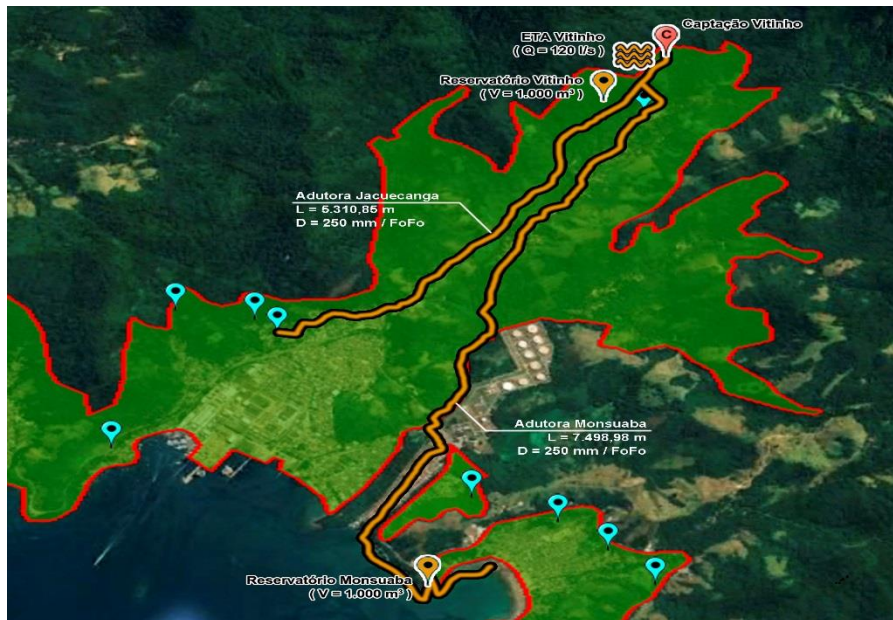 Captação Vitinho
ETA Vitinho
( Q = 120 l/s )
C
Reservatório Vitinho
( V = 1.000 m³ )
Adutora Jacuecanga
L = 5.310,85 m
D = 250 mm / FoFo
Adutora Monsuaba
L = 7.498,98 m
D = 250 mm / FoFo
Reservatório Monsuaba
( V = 1.000 m³ )